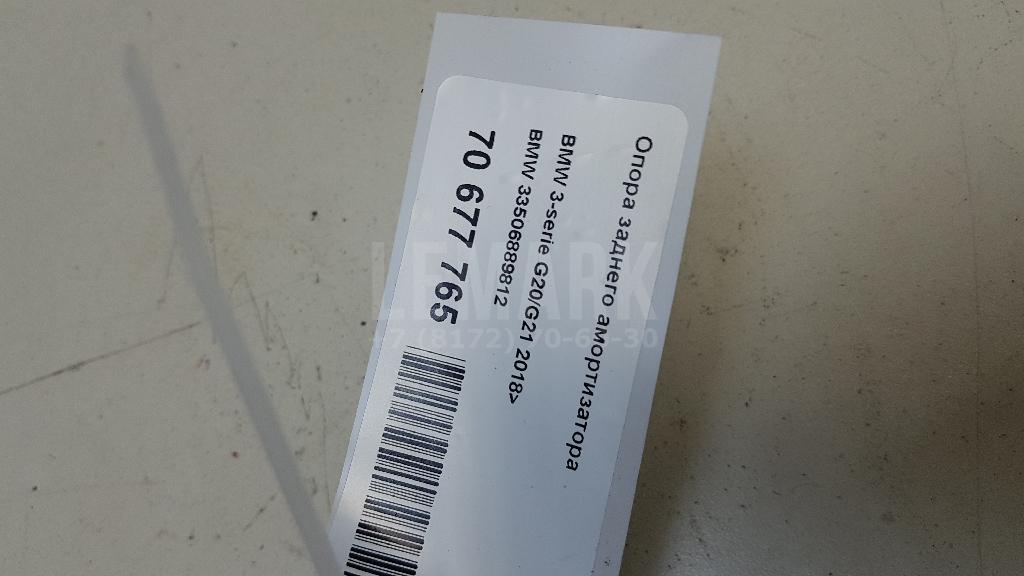 Опора заднего амортизатора
BMW 3-serie G20/G21 2018>
BMW 33506889812
70 677 765
LEMARK